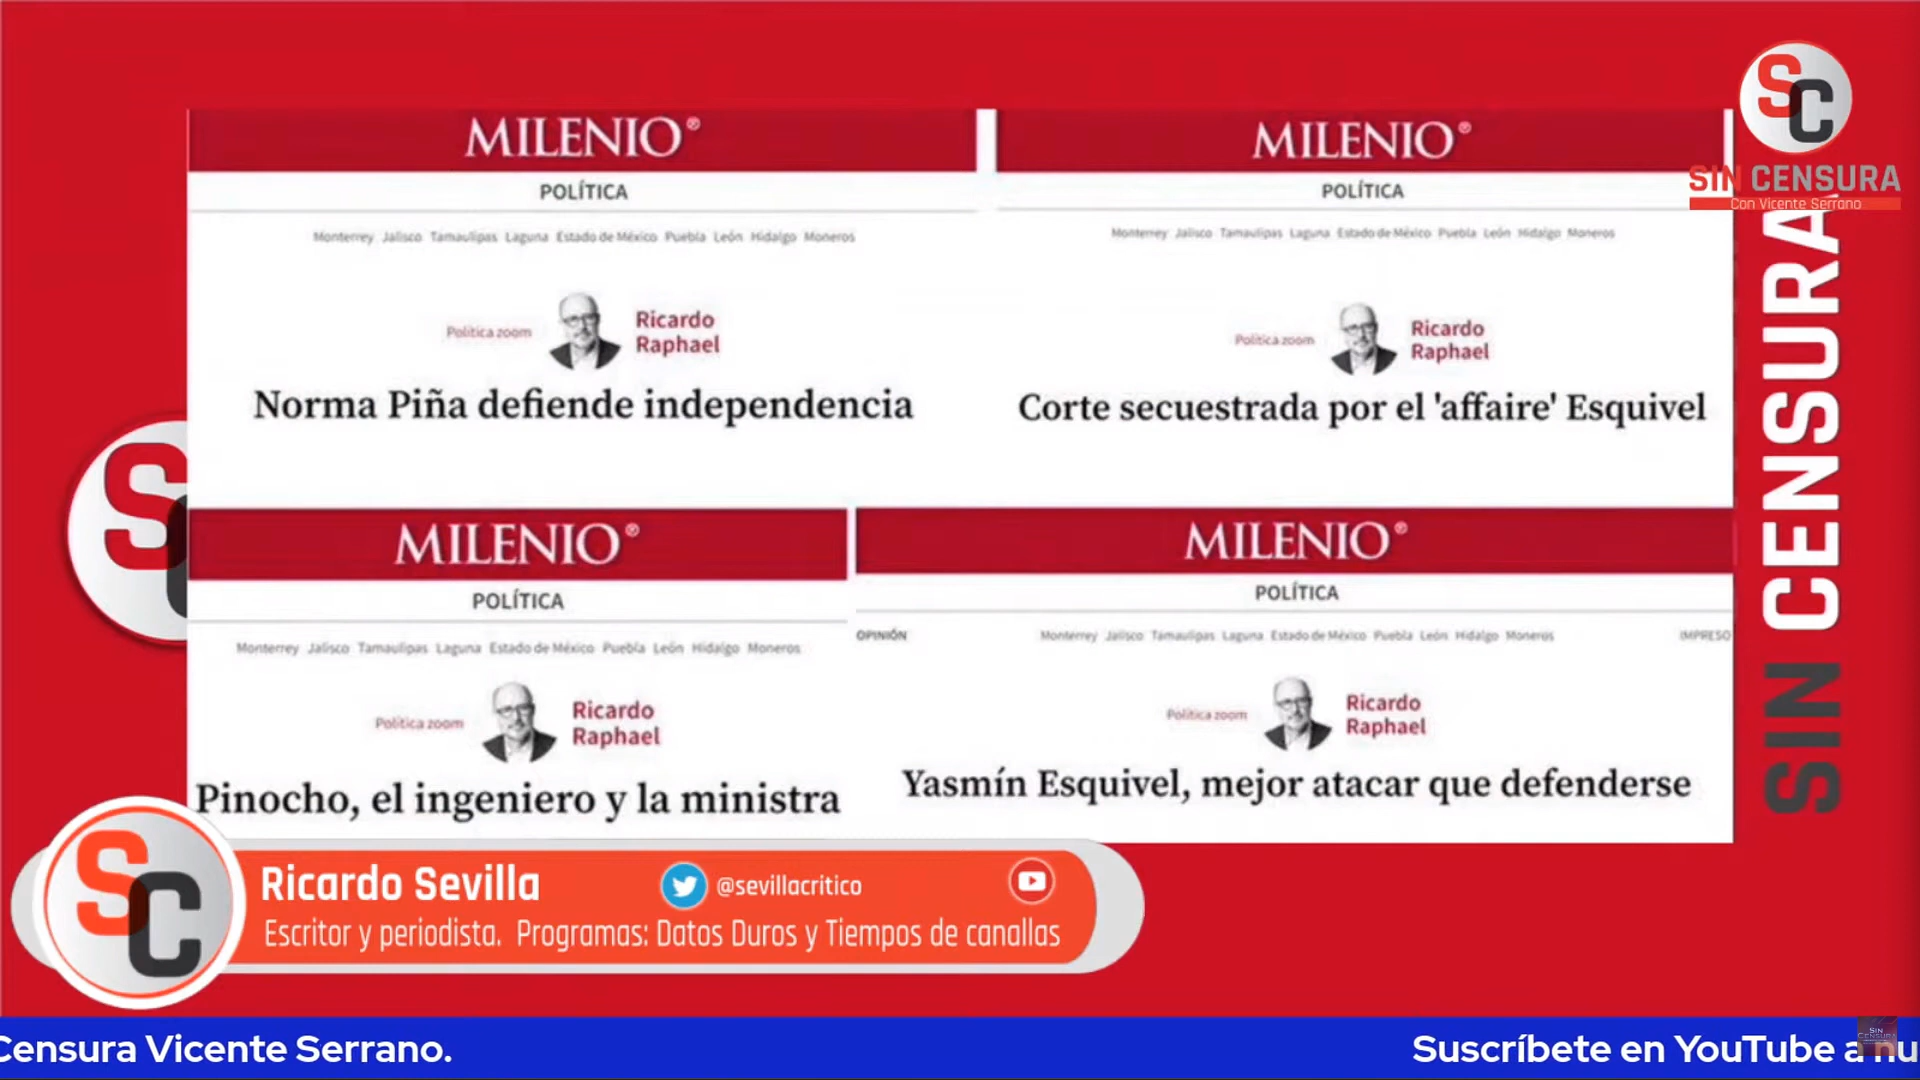 MILENIO®
POLÍTICA
Monterrey Jalisco Tamaulipas Laguna Estado de México Puebla León Hidalgo Moneros
Política zoom
Ricardo
Raphael
Norma Piña defiende independencia
MILENIO®
POLÍTICA
Monterrey Jalisco Tamaulipas Laguna Estado de México Puebla León Hidalgo Moneros
Política zoom
Ricardo
Raphael
Corte secuestrada por el 'affaire' Esquivel
MILENIO®
POLÍTICA
Monterrey Jalisco Tamaulipas Laguna Estado de México Puebla León Hidalgo Moneros
Política zoom
Ricardo
Raphael
Pinocho, el ingeniero y la ministra
MILENIO®
POLÍTICA
OPINIÓN
Monterrey Jalisco Tamaulipas Laguna Estado de México Puebla León Hidalgo Moneros
IMPRESO
Política zoom
Ricardo
Raphael
Yasmín Esquivel, mejor atacar que defenderse
SC
SIN CENSURA
Con Vicente Serrano
SIN CENSURA
S
SC
Ricardo Sevilla
@sevillacritico
Escritor y periodista. Programas: Datos Duros y Tiempos de canallas
Censura Vicente Serrano.
Suscríbete en YouTube a nu
SIN
CENSURA